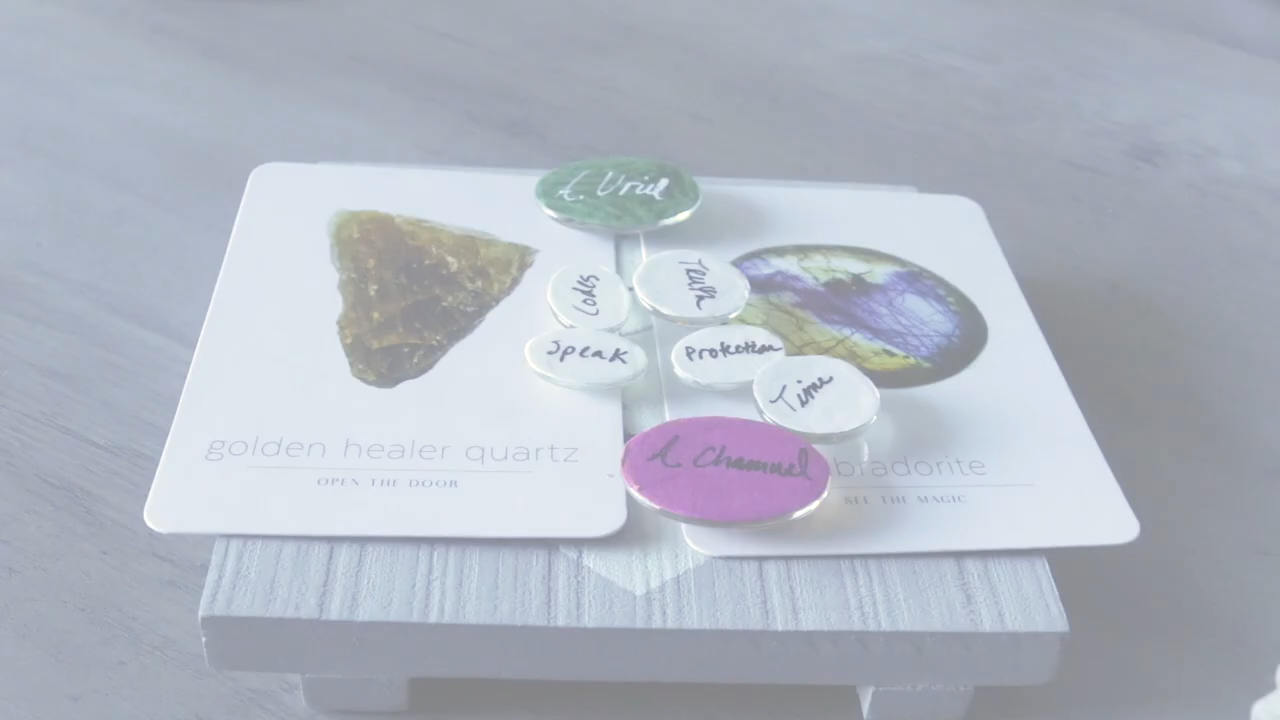 A. Uriel
Codes
Truth
Speak
Protection
Time
A. Chamuel
golden healer quartz
OPEN THE DOOR
bradorite
SEE THE MAGIC